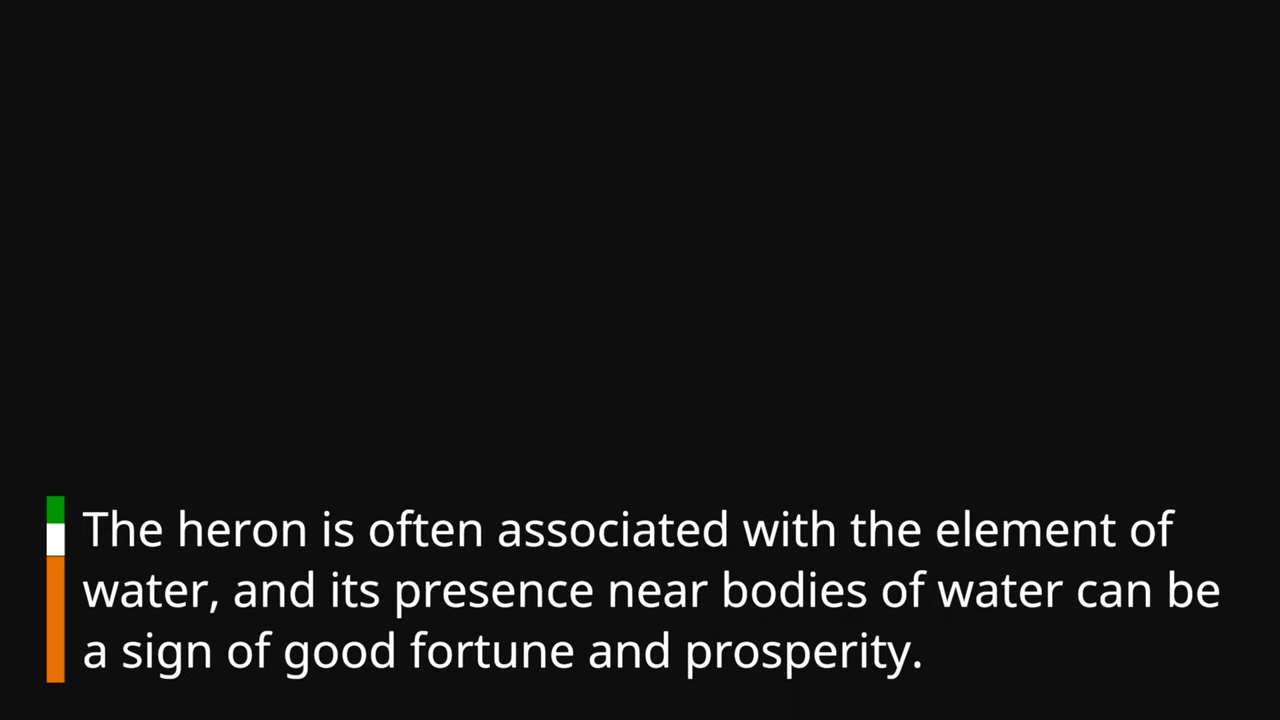 The heron is often associated with the element of
water, and its presence near bodies of water can be
a sign of good fortune and prosperity.